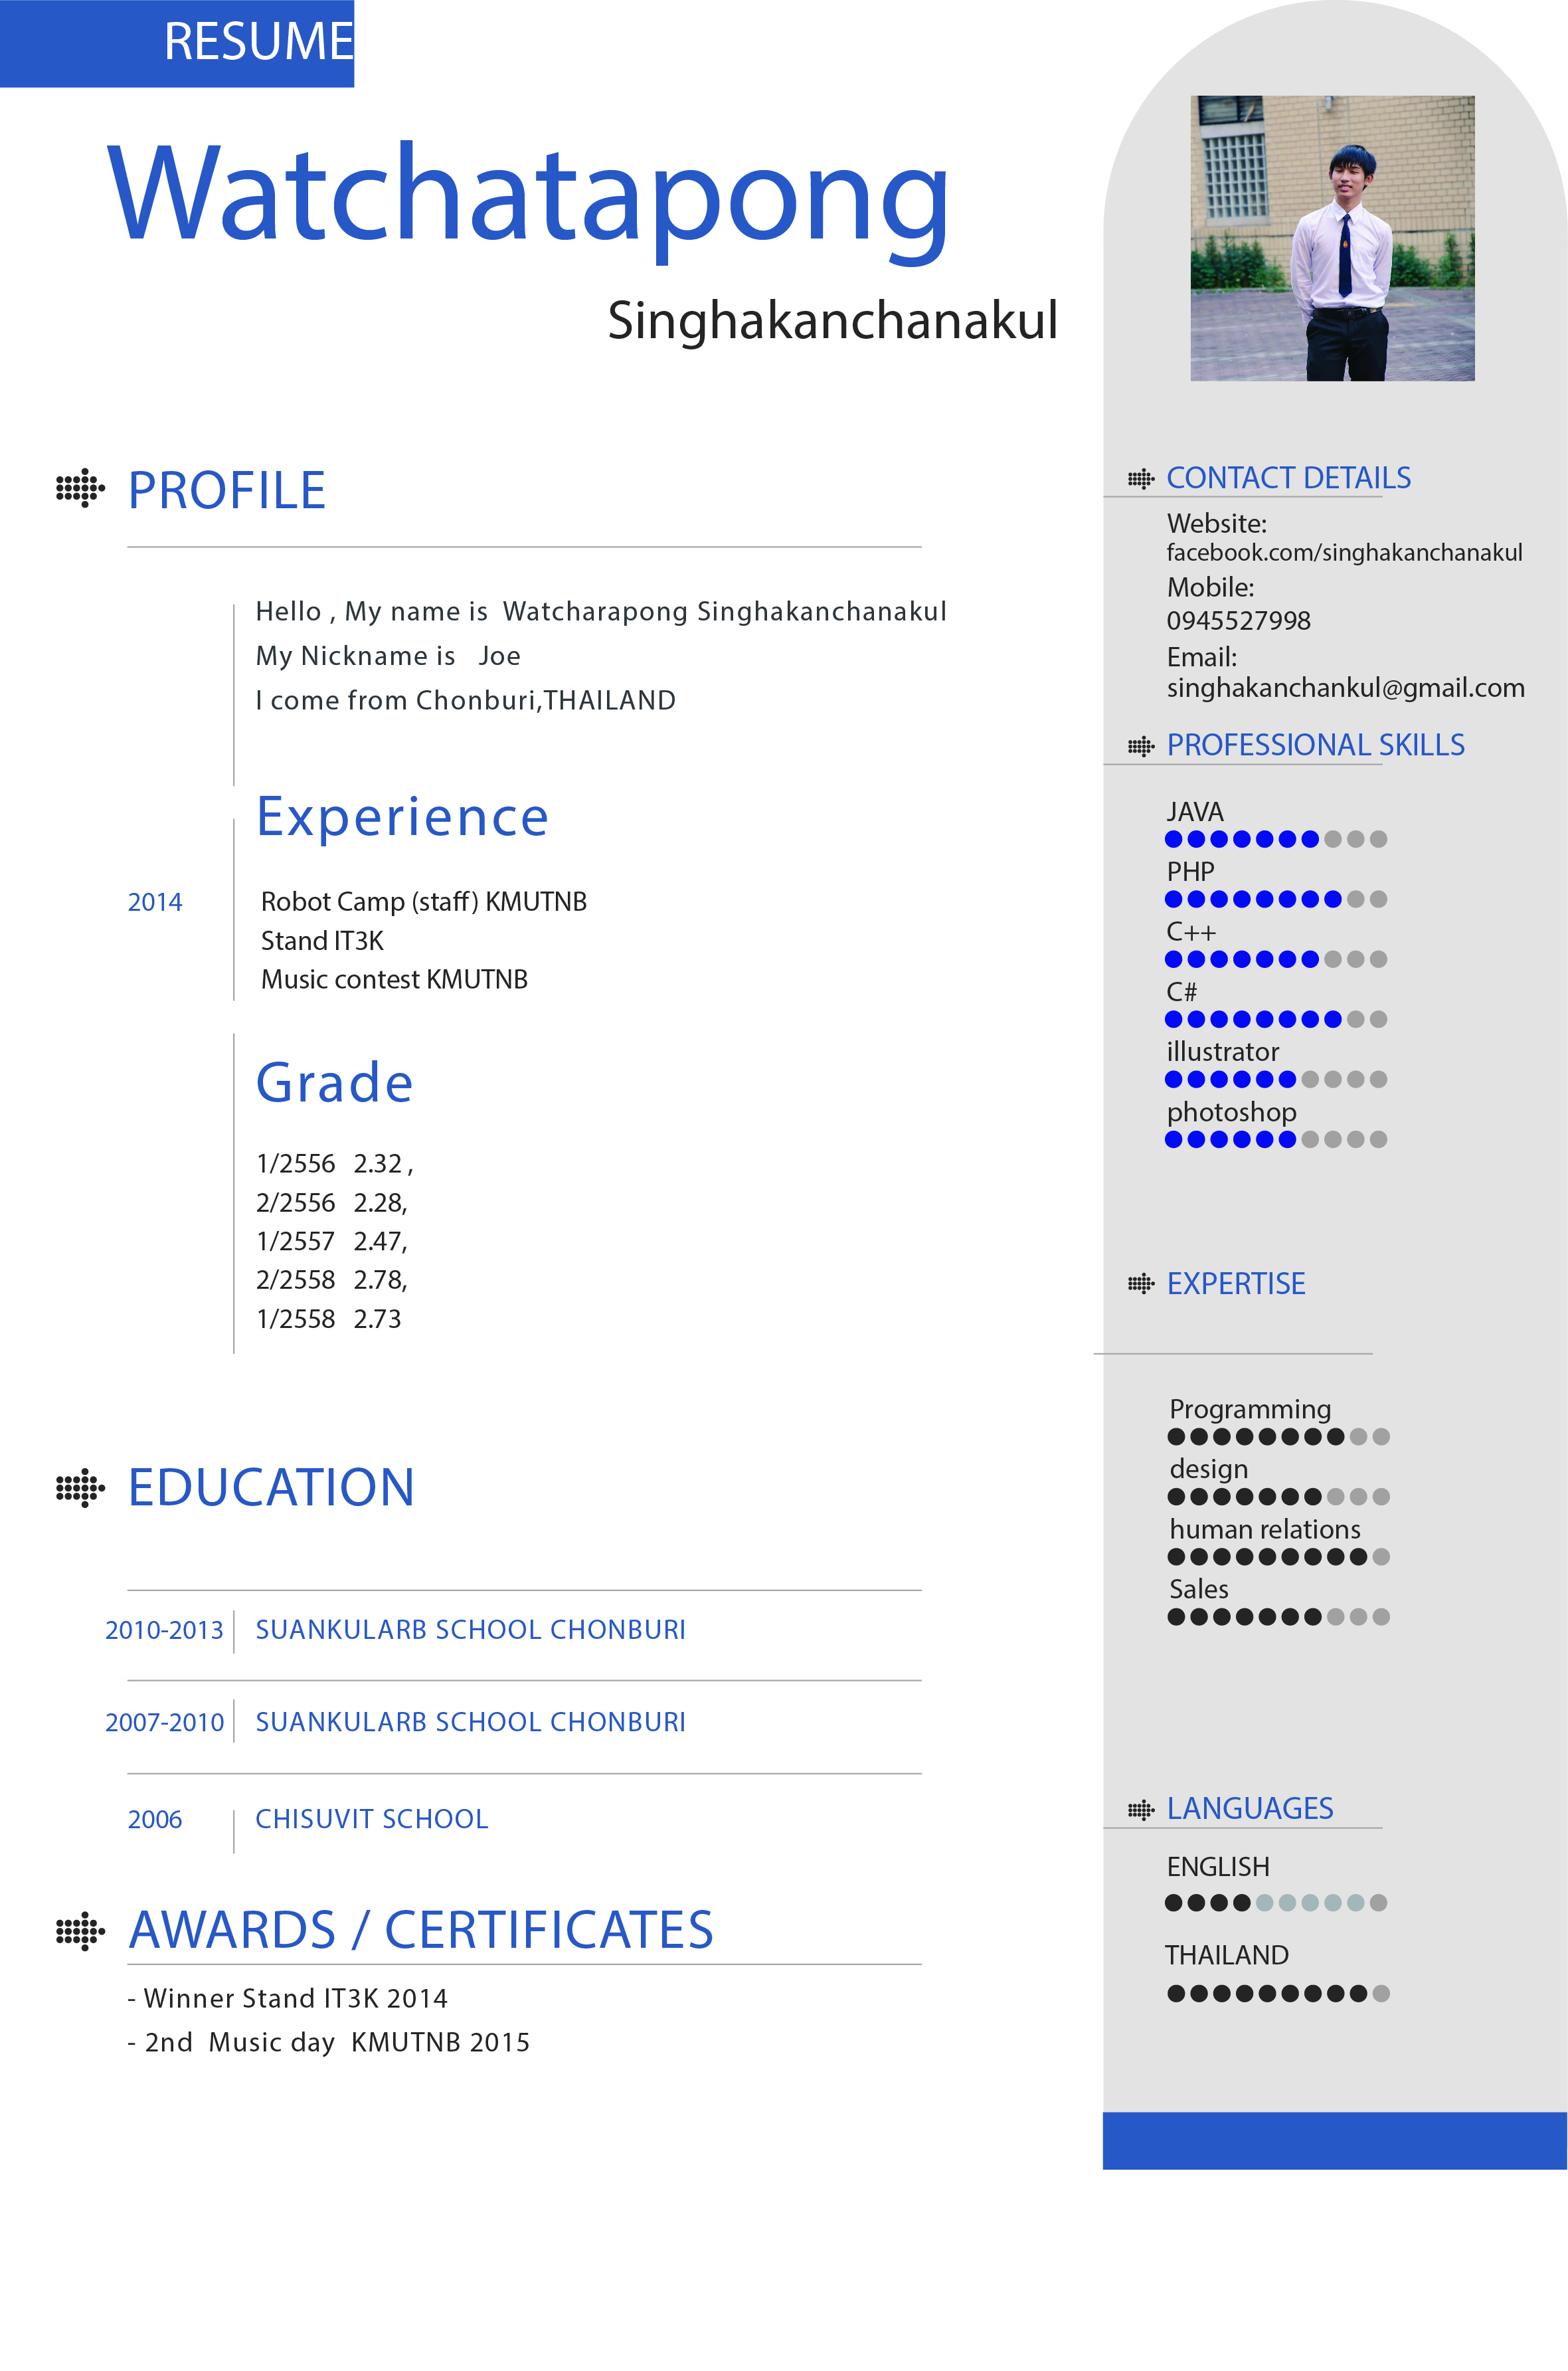 RESUME
Watchatapong
Singhakanchanakul
PROFILE
Hello , My name is  Watcharapong Singhakanchanakul
My Nickname is   Joe
I come from Chonburi,THAILAND
Experience
2014
Robot Camp (staff) KMUTNB
Stand IT3K
Music contest KMUTNB
Grade
1/2556   2.32 ,
2/2556   2.28,
1/2557   2.47,
2/2558   2.78,
1/2558   2.73
EDUCATION
2010-2013 SUANKULARB SCHOOL CHONBURI
2007-2010 SUANKULARB SCHOOL CHONBURI
2006 CHISUVIT SCHOOL
AWARDS / CERTIFICATES
- Winner Stand IT3K 2014
- 2nd  Music day  KMUTNB 2015
CONTACT DETAILS
Website:
facebook.com/singhakanchanakul
Mobile:
0945527998
Email:
singhakanchankul@gmail.com
PROFESSIONAL SKILLS
JAVA
PHP
C++
C#
illustrator
photoshop
EXPERTISE
Programming
design
human relations
Sales
LANGUAGES
ENGLISH
THAILAND